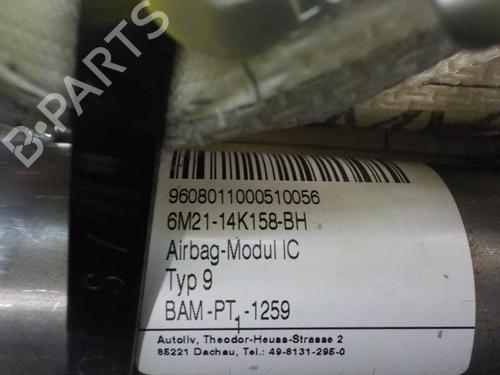 B-PARTS
9608011000510056
6M21-14K158-BH
Airbag-Modul IC
Typ 9
BAM-PT1-1259
Autoliv, Theodor-Heuss-Strasse 2
85221 Dachau, Tel.: 49-8131-295-0